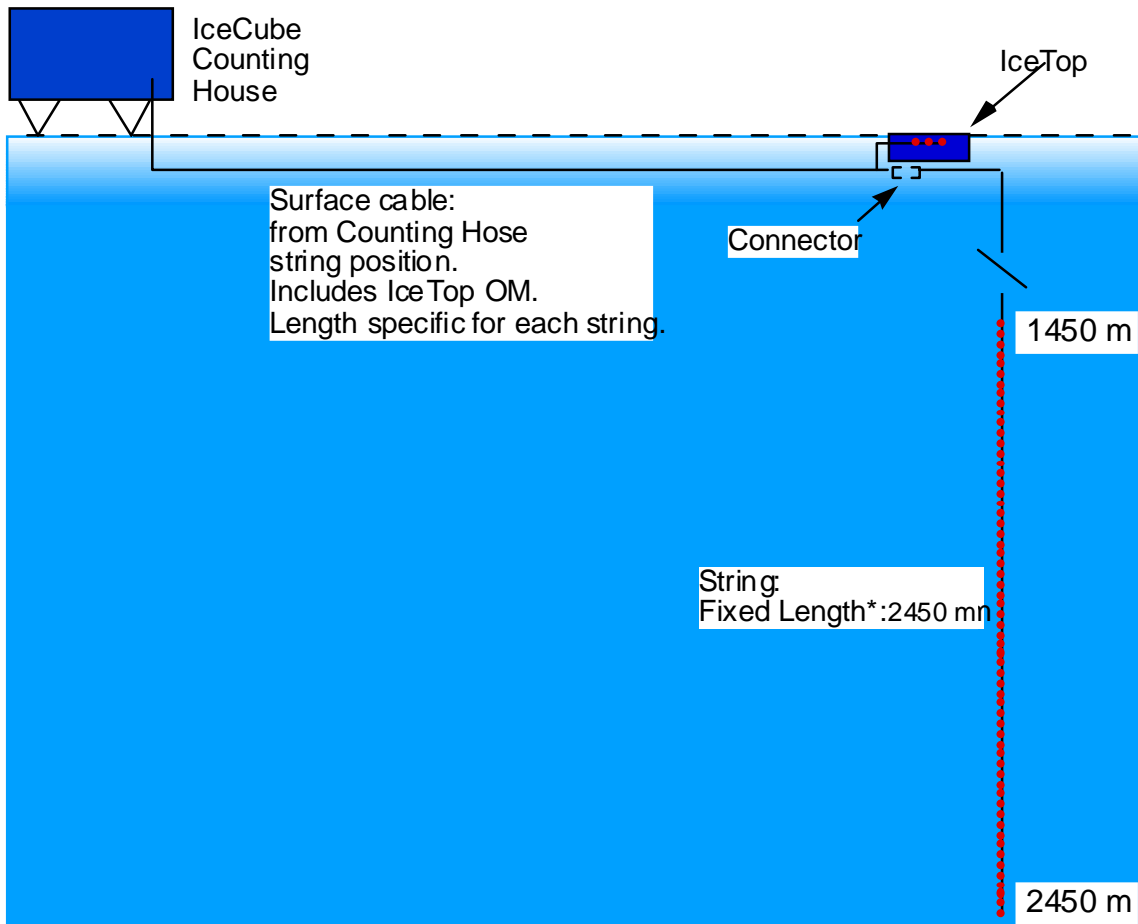 IceCube
Counting
House
IceTop
Surface cable:
from Counting Hose
string position.
Includes IceTop OM.
Length specific for each string.
Connector
1450 m
String:
Fixed Length*:2450 mn
2450 m